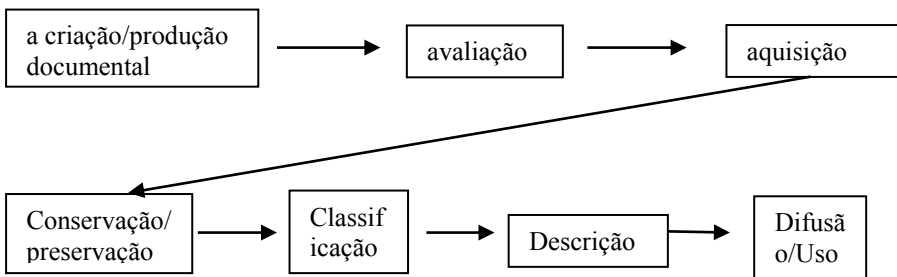 a criação/produção
documental
avaliação
aquisição
Conservação/
preservação
Classif
icação
Descrição
Difusã
o/Uso